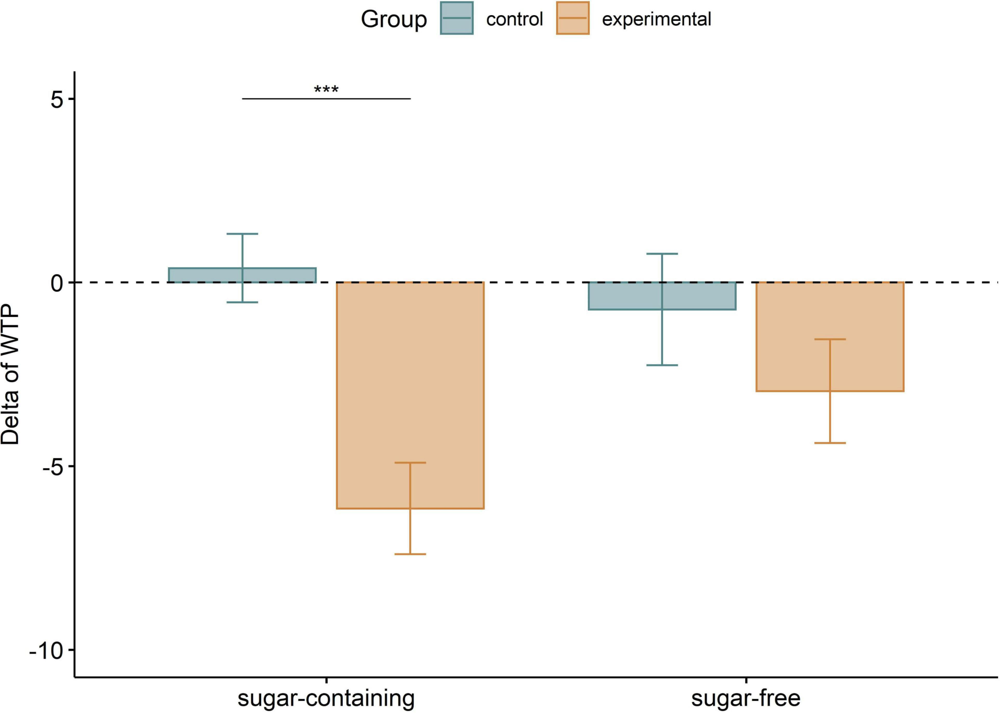 Group control experimental
***
5
0
-5
-10
Delta of WTP
sugar-containing sugar-free